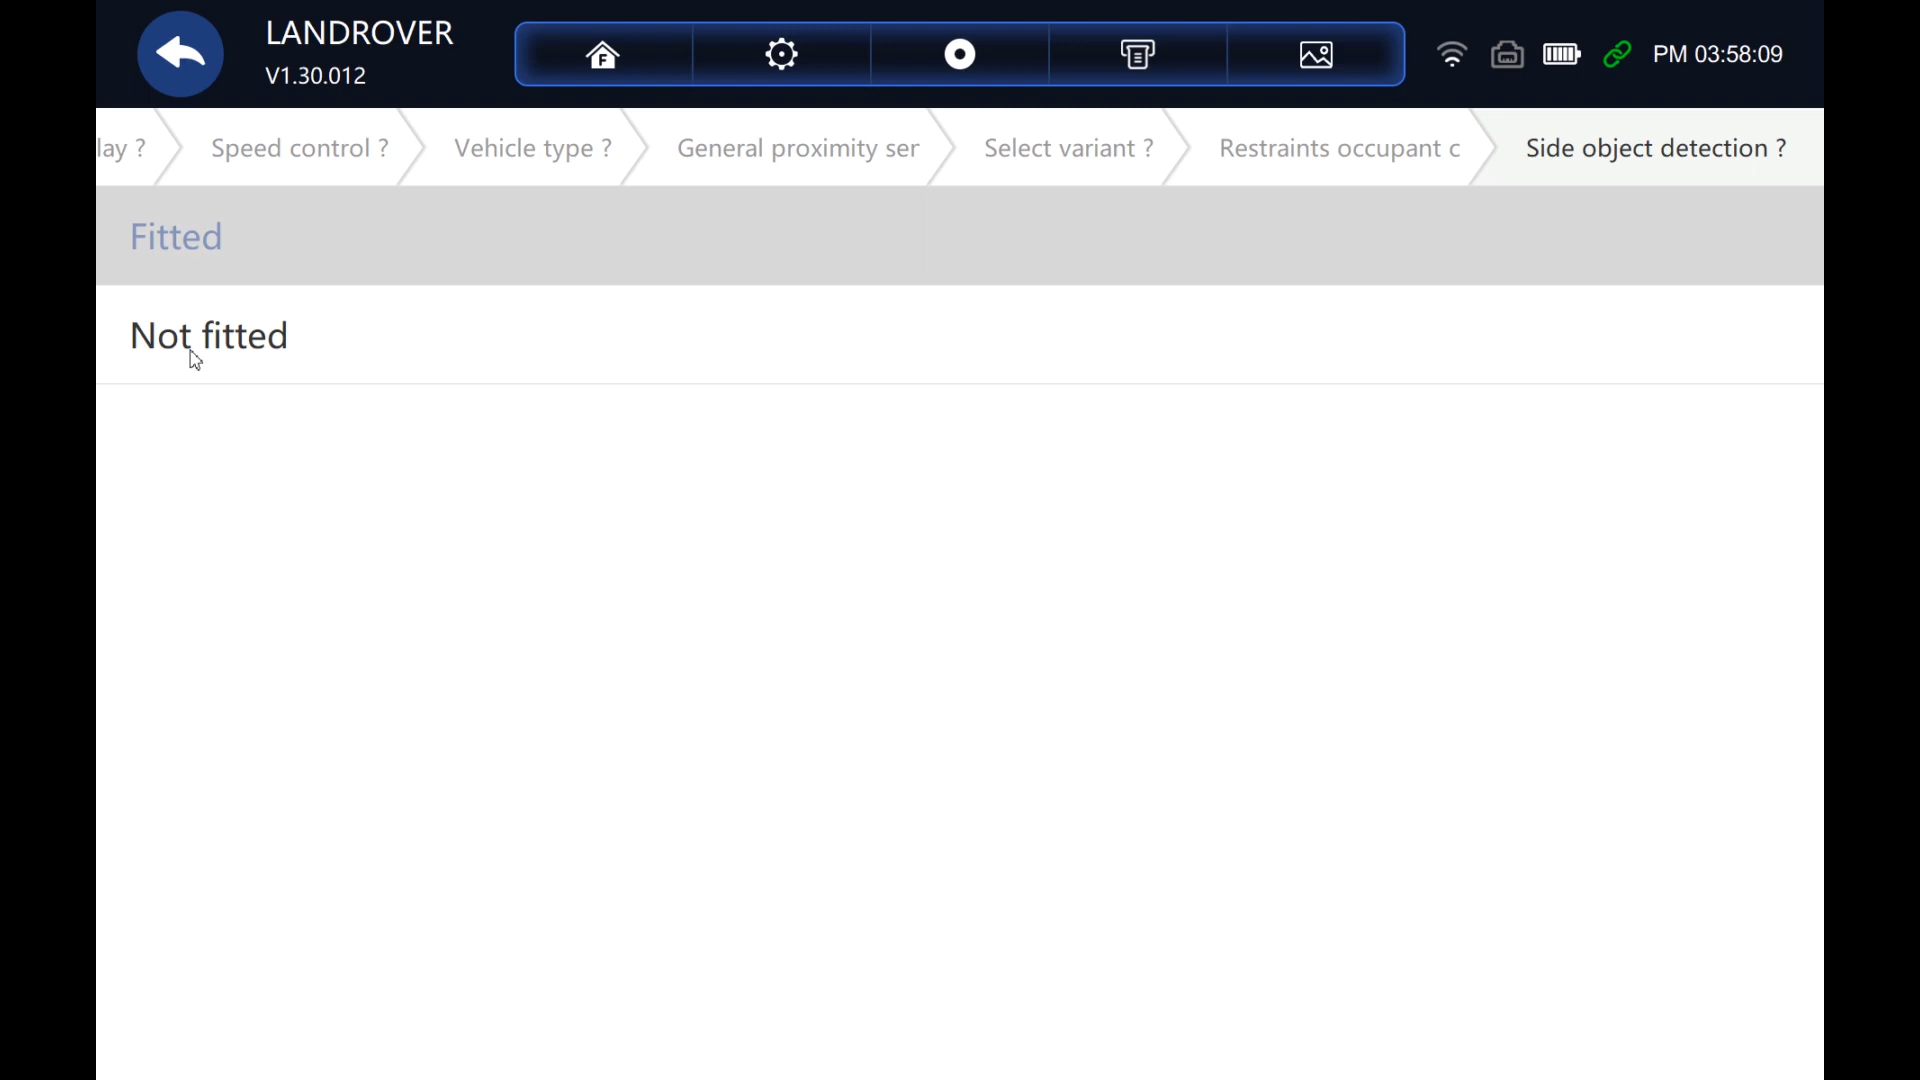 LANDROVER
V1.30.012
F
PM 03:58:09
lay ?
Speed control ?
Vehicle type ?
General proximity ser
Select variant ?
Restraints occupant c
Side object detection ?
Fitted
Not fitted